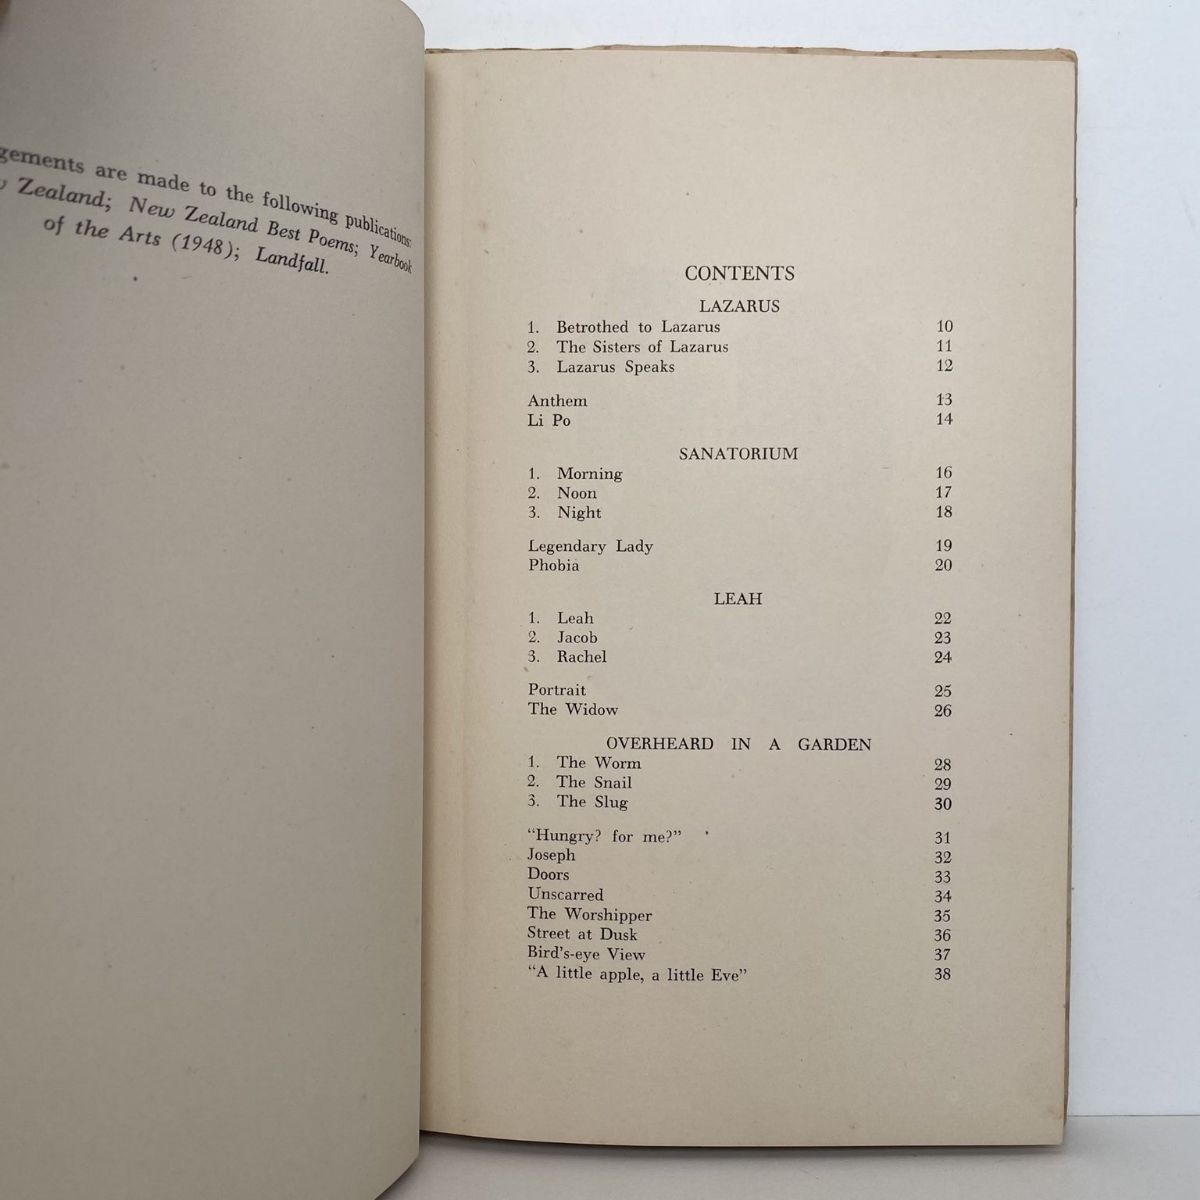 are made to the following publications:
Zealand; New Zealand Best Poems; Yearbook
of the Arts (1948); Landfall.
CONTENTS
LAZARUS
1. Betrothed to Lazarus 10
2. The Sisters of Lazarus 11
3. Lazarus Speaks 12
Anthem 13
Li Po 14
SANATORIUM
1. Morning 16
2. Noon 17
3. Night 18
Legendary Lady 19
Phobia 20
LEAH
1. Leah 22
2. Jacob 23
3. Rachel 24
Portrait 25
The Widow 26
OVERHEARD IN A GARDEN
1. The Worm 28
2. The Snail 29
3. The Slug 30
"Hungry? for me?" 31
Joseph 32
Doors 33
Unscarred 34
The Worshipper 35
Street at Dusk 36
Bird's-eye View 37
"A little apple, a little Eve" 38